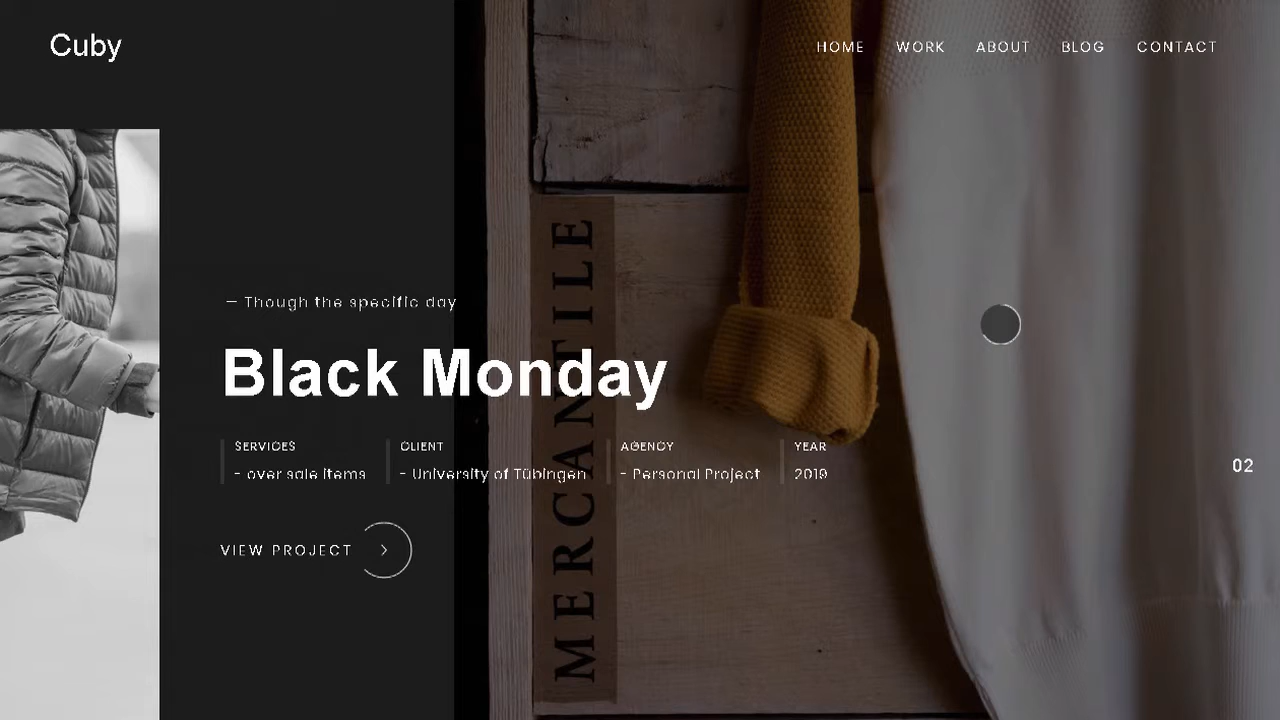 Cuby
HOME WORK ABOUT BLOG CONTACT
— Though the specific day
Black Monday
SERVICES
- over sale items
CLIENT
- University of Tübingen
AGENCY
- Personal Project
YEAR
2019
VIEW PROJECT
02
MERCANTILE